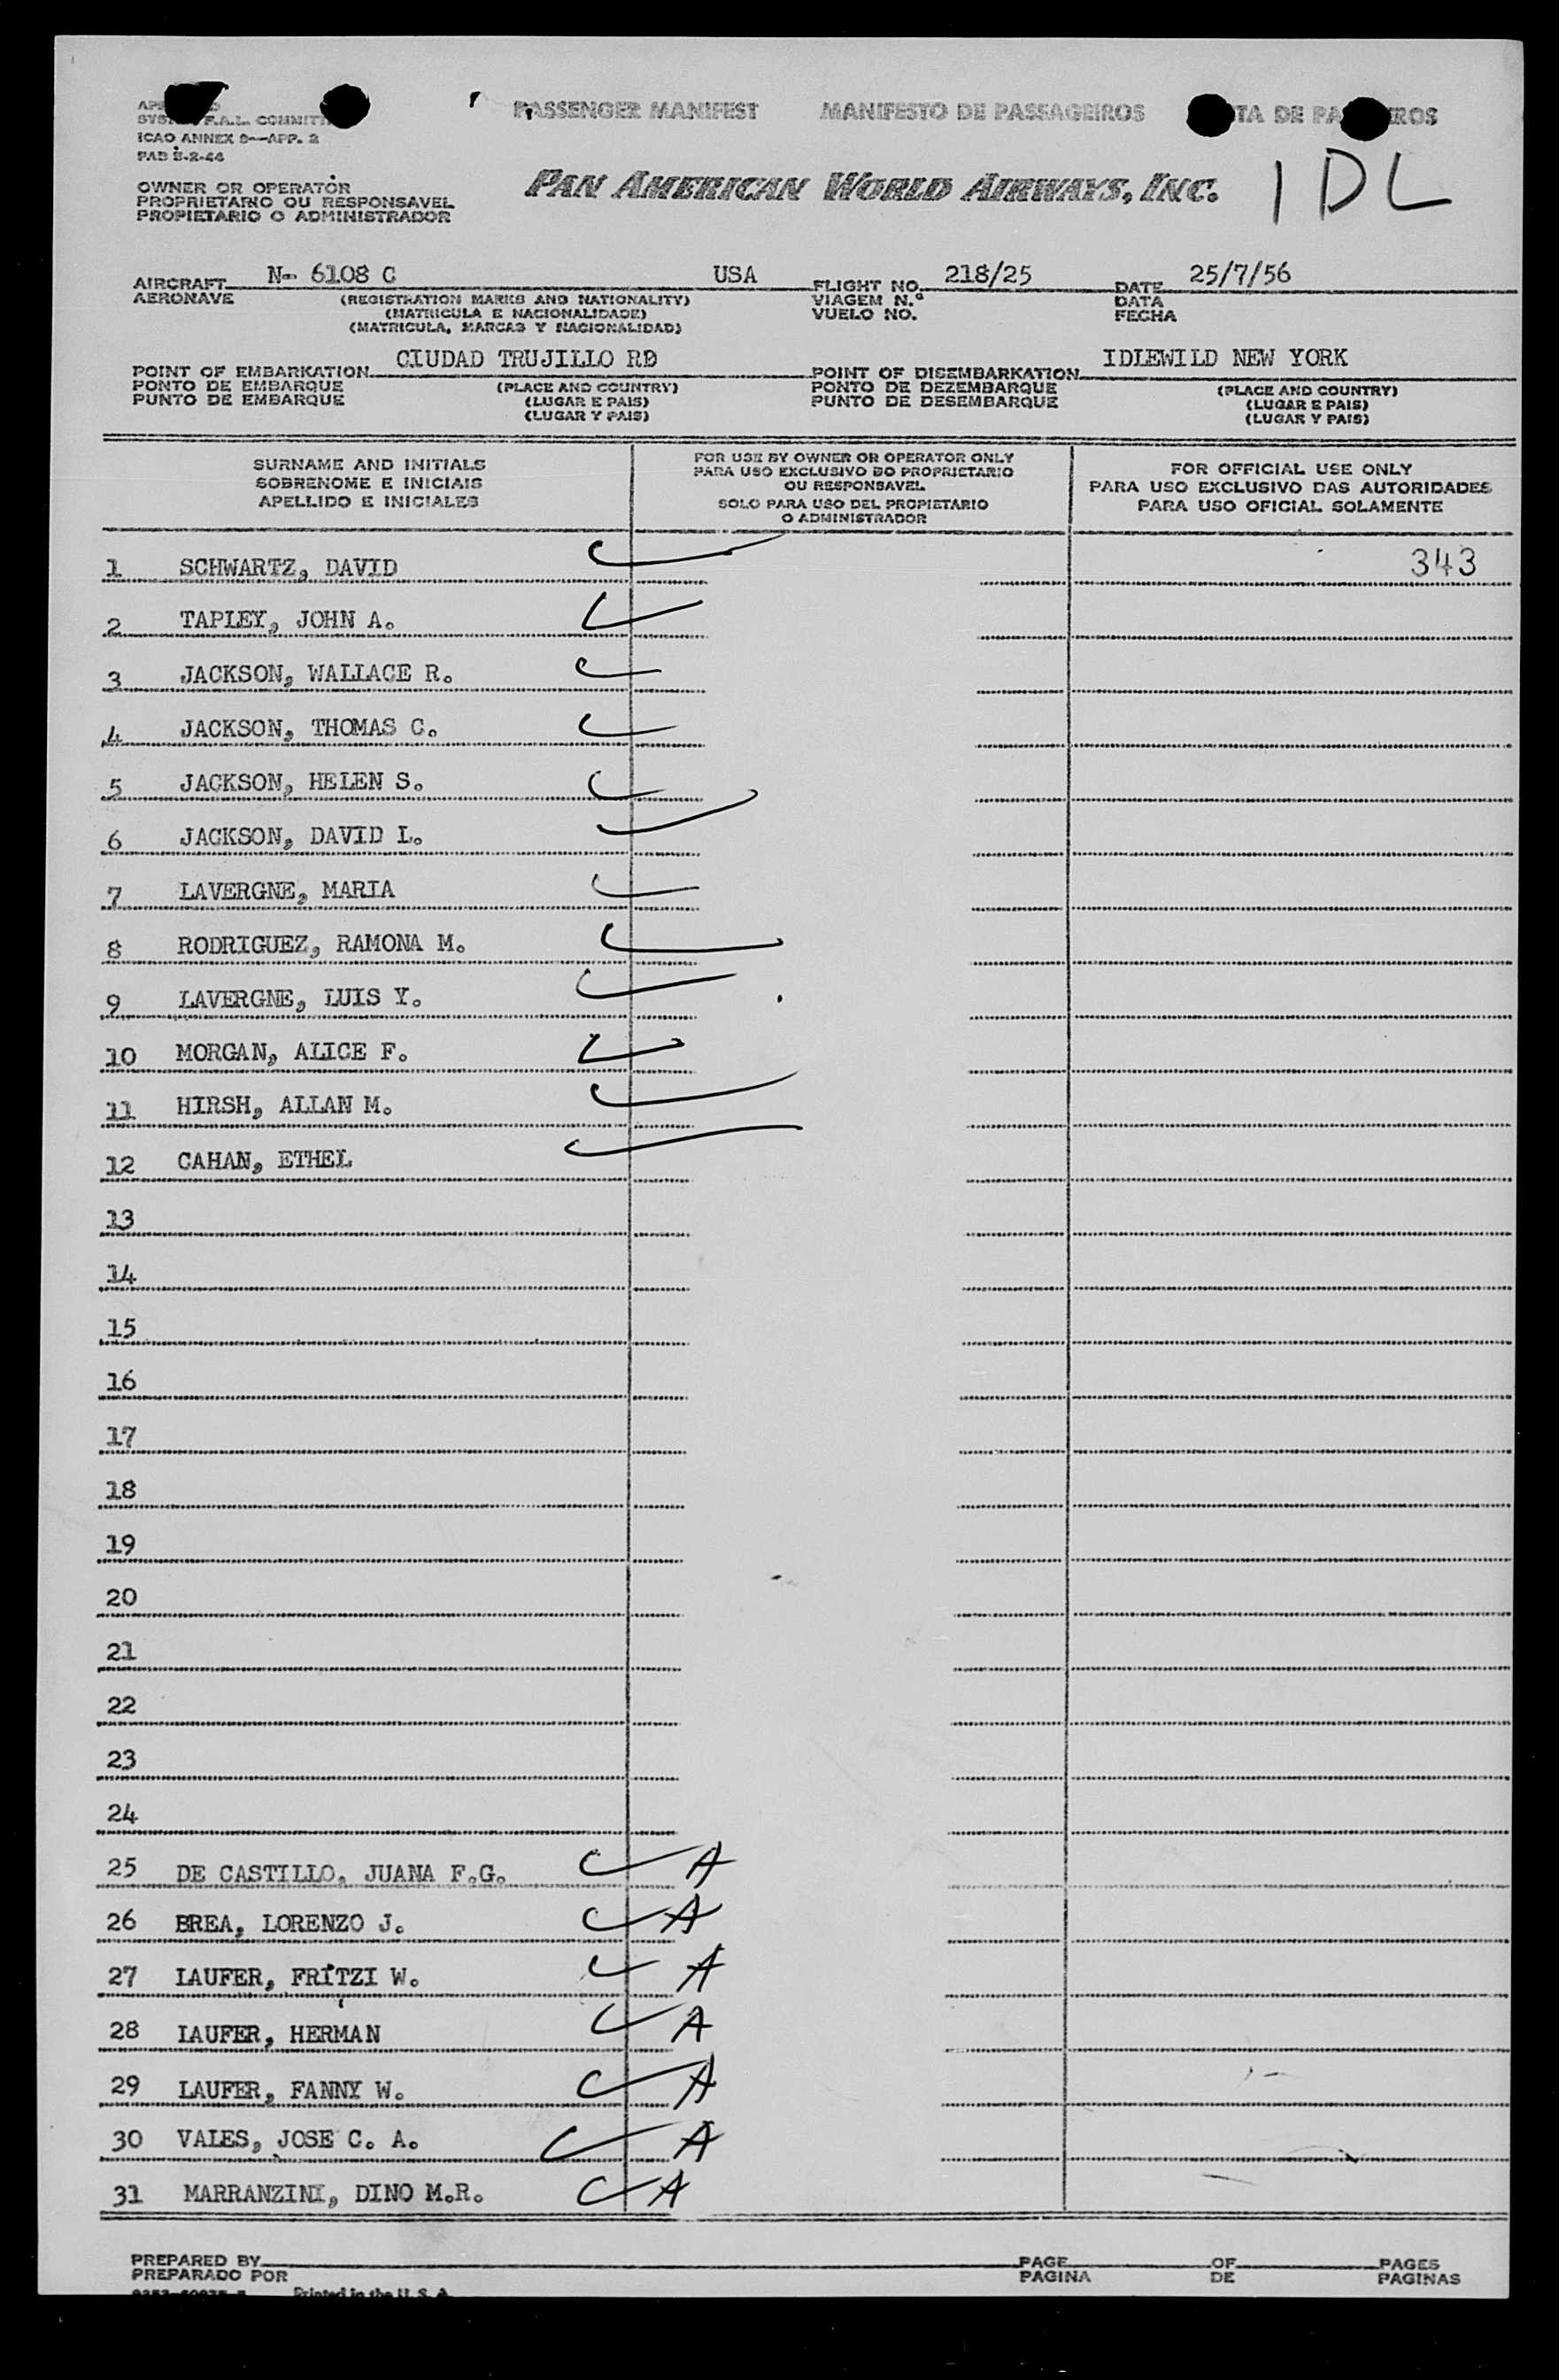 PASSENGER MANIFEST MANIFESTO DE PASSAGEIROS TA DE PA IROS
F.A.L. COMMITT
ICAO ANNEX 9—APP. 2
PAB 8-2-44
1DL
OWNER OR OPERATOR
PROPRIETARIO OU RESPONSAVEL
PROPIETARIO O ADMINISTRADOR
PAN AMERICAN WORLD AIRWAYS, INC.
AIRCRAFT N- 6108 C USA FLIGHT NO. 218/25 DATE 25/7/56
AERONAVE (REGISTRATION MARKS AND NATIONALITY) VIAGEM N.º DATA
(MATRICULA E NACIONALIDADE) VUELO NO. FECHA
(MATRICULA, MARCAS Y NACIONALIDAD)
POINT OF EMBARKATION CIUDAD TRUJILLO RD POINT OF DISEMBARKATION IDLEWILD NEW YORK
PONTO DE EMBARQUE (PLACE AND COUNTRY) PONTO DE DEZEMBARQUE (PLACE AND COUNTRY)
PUNTO DE EMBARQUE (LUGAR E PAIS) PUNTO DE DESEMBARQUE (LUGAR E PAIS)
(LUGAR Y PAIS) (LUGAR Y PAIS)
SURNAME AND INITIALS
SOBRENOME E INICIAIS
APELLIDO E INICIALES
FOR USE BY OWNER OR OPERATOR ONLY
PARA USO EXCLUSIVO DO PROPRIETARIO
OU RESPONSAVEL
SOLO PARA USO DEL PROPIETARIO
O ADMINISTRADOR
FOR OFFICIAL USE ONLY
PARA USO EXCLUSIVO DAS AUTORIDADES
PARA USO OFICIAL SOLAMENTE
1 SCHWARTZ, DAVID 343
2 TAPLEY, JOHN A.
3 JACKSON, WALLACE R.
4 JACKSON, THOMAS C.
5 JACKSON, HELEN S.
6 JACKSON, DAVID L.
7 LAVERGNE, MARIA
8 RODRIGUEZ, RAMONA M.
9 LAVERGNE, LUIS Y.
10 MORGAN, ALICE F.
11 HIRSH, ALLAN M.
12 CAHAN, ETHEL
13
14
15
16
17
18
19
20
21
22
23
24
25 DE CASTILLO, JUANA F.G. A
26 BREA, LORENZO J. A
27 LAUFER, FRITZI W. A
28 LAUFER, HERMAN A
29 LAUFER, FANNY W. A
30 VALES, JOSE C. A. A
31 MARRANZINI, DINO M.R. A
PREPARED BY PAGE OF PAGES
PREPARADO POR PAGINA DE PAGINAS
Printed in the U. S. A.